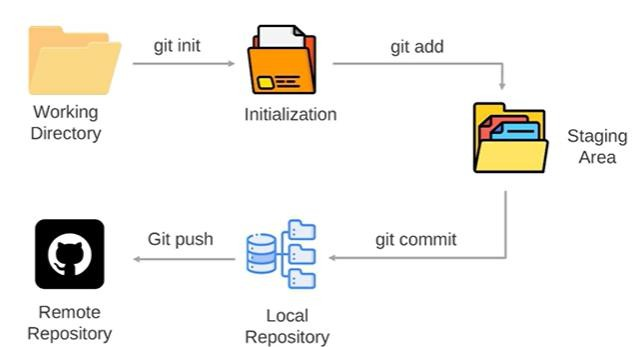 git init
git add
Working
Directory
Initialization
Staging
Area
Git push
git commit
Remote
Repository
Local
Repository